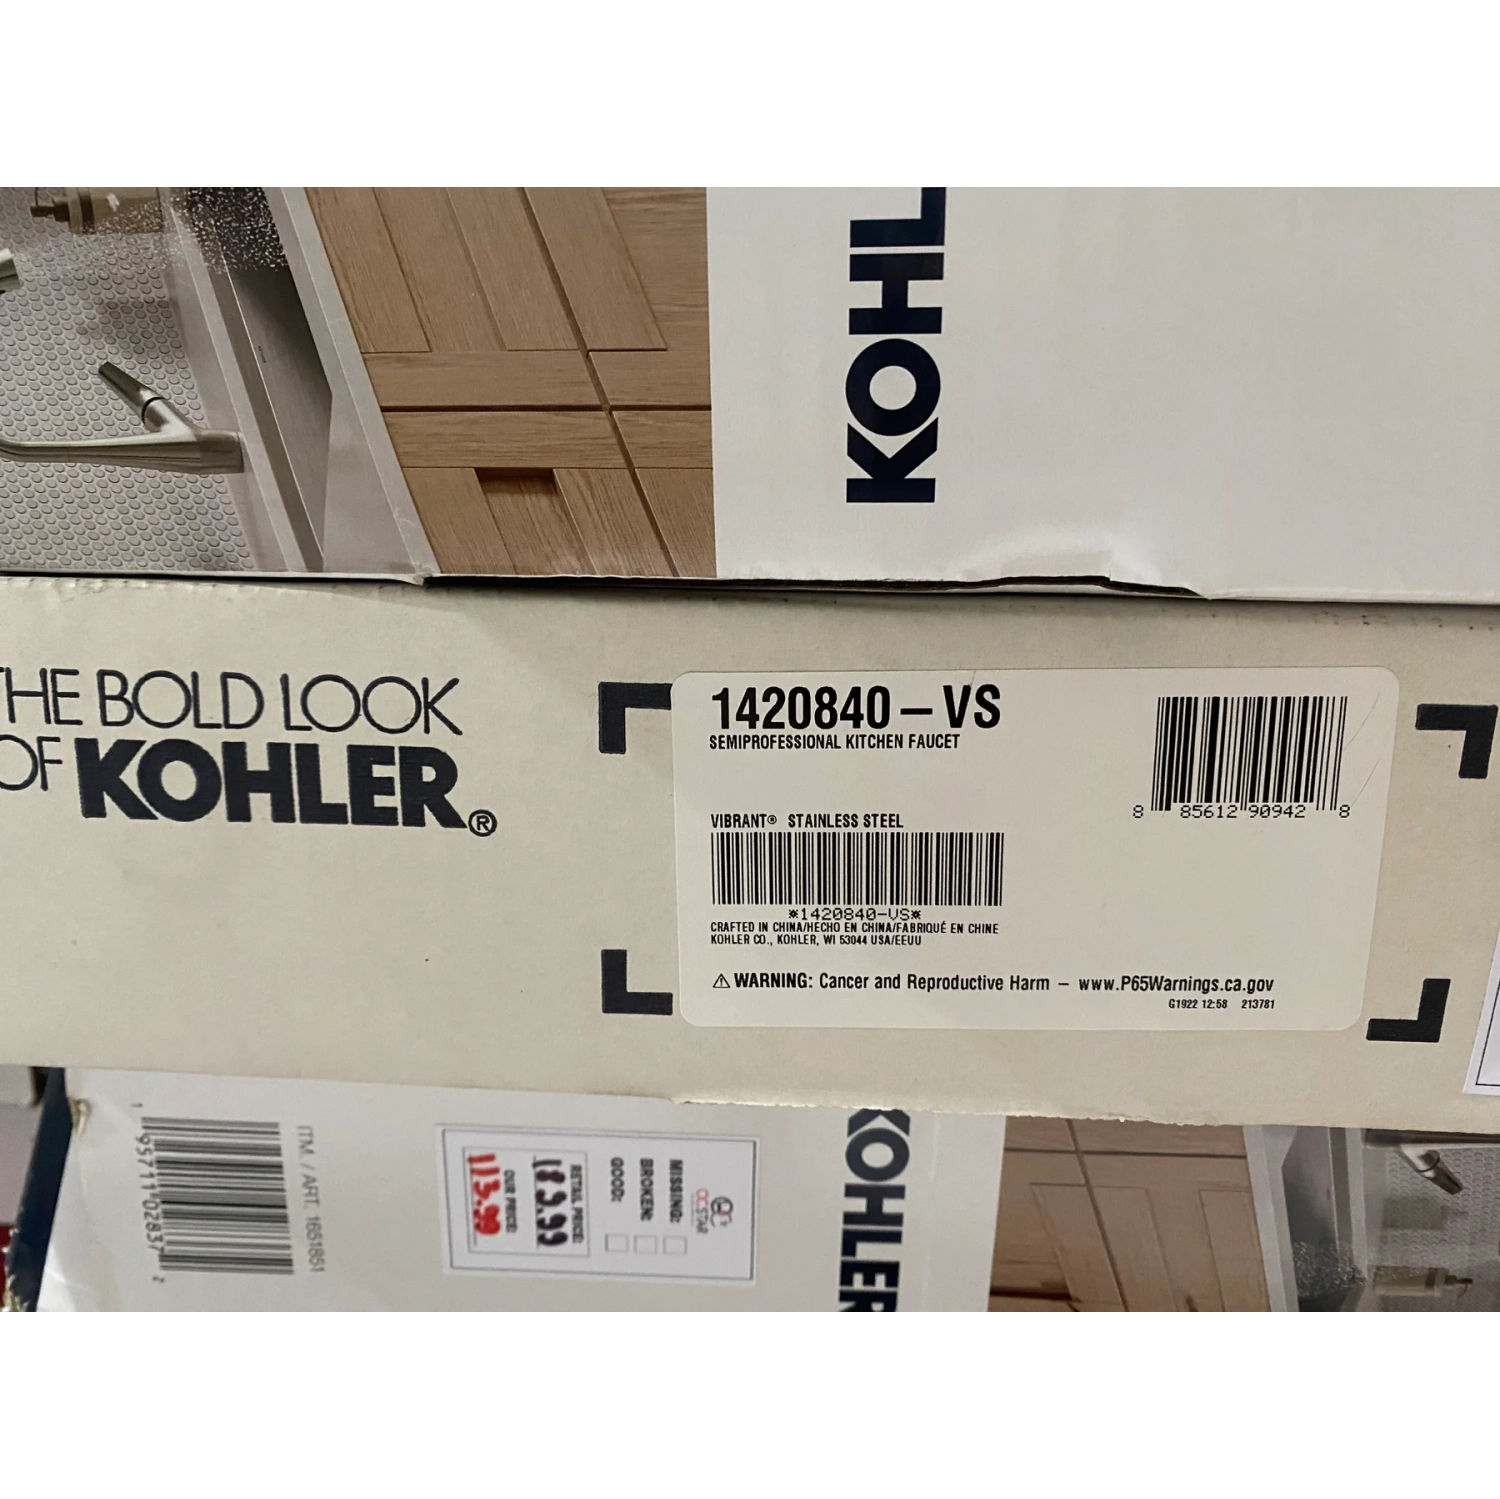 KOHL
THE BOLD LOOK
OF KOHLER®
1420840-VS
SEMIPROFESSIONAL KITCHEN FAUCET
8 85612 90942 8
VIBRANT® STAINLESS STEEL
*1420840-VS*
CRAFTED IN CHINA/HECHO EN CHINA/FABRIQUÉ EN CHINE
KOHLER CO., KOHLER, WI 53044 USA/EEUU
⚠ WARNING: Cancer and Reproductive Harm – www.P65Warnings.ca.gov
G1922 12:58 213781
ITM. / ART. 1651851
OCSTAR
MISSING:
BROKEN:
GOOD:
RETAIL PRICE:
189.99
OUR PRICE:
113.99
KOHLER